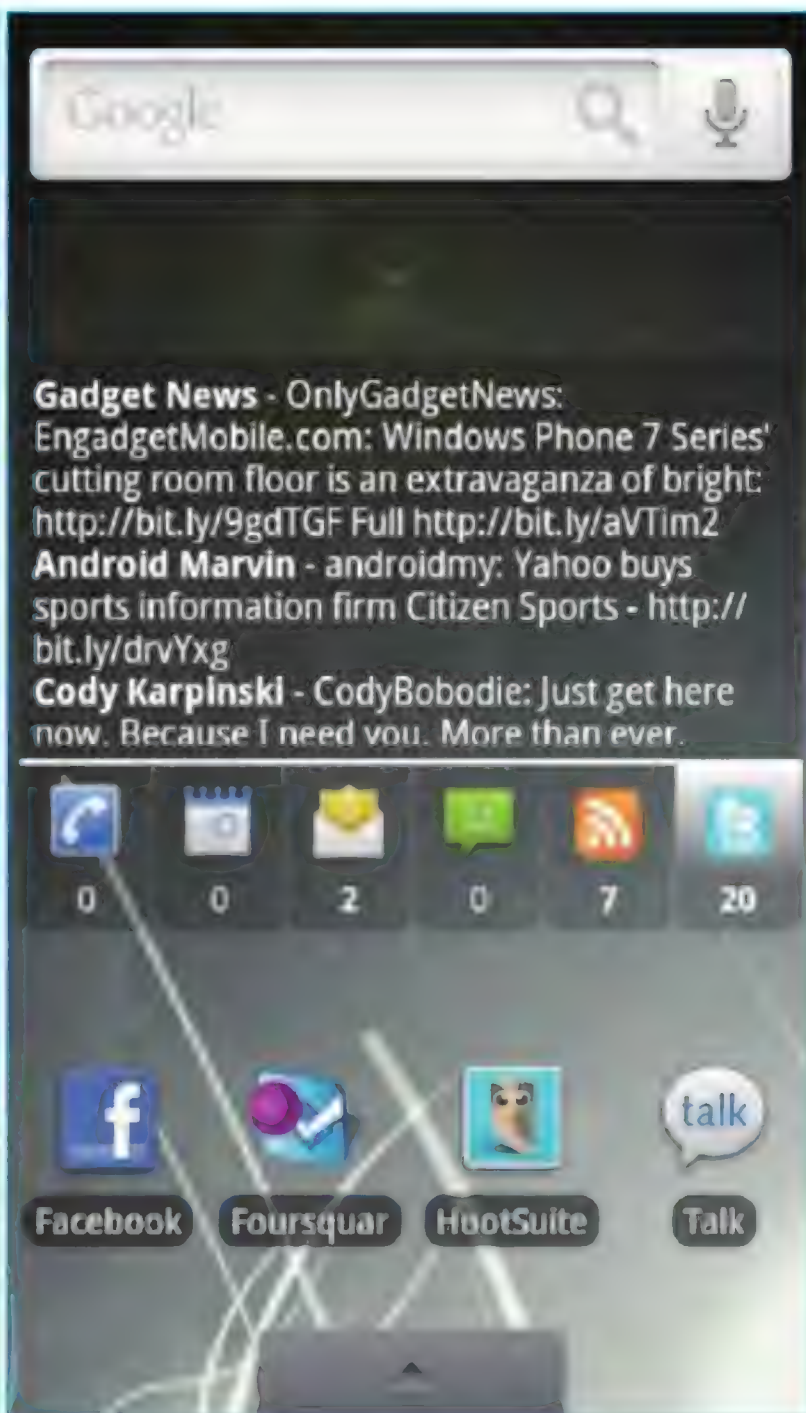 Google
Gadget News - OnlyGadgetNews:
EngadgetMobile.com: Windows Phone 7 Series'
cutting room floor is an extravaganza of bright:
http://bit.ly/9gdTGF Full http://bit.ly/aVTim2
Android Marvin - androidmy: Yahoo buys
sports information firm Citizen Sports - http://
bit.ly/drvYxg
Cody Karpinski - CodyBobodie: Just get here
now. Because I need you. More than ever.
0 0 2 0 7 20
talk
Facebook Foursquar HootSuite Talk